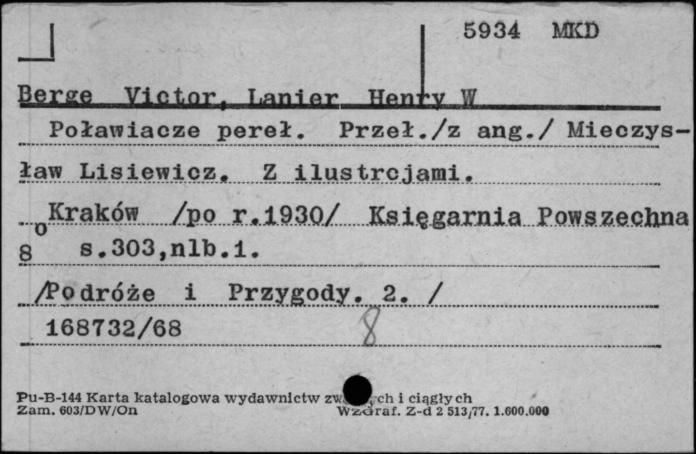 5934 MKD
Berge Victor, Lanier Henry W
Poławiacze pereł. Przeł./z ang./ Mieczys-
ław Lisiewicz. Z ilustrcjami.
Kraków /po r.1930/ Księgarnia Powszechna
8° s.303,nlb.1.
/Podróże i Przygody. 2. /
168732/68 8
Pu-B-144 Karta katalogowa wydawnictw i ciągłych
Zam. 603/DW/On WZGraf. Z-d 2 513/77. 1.600.000